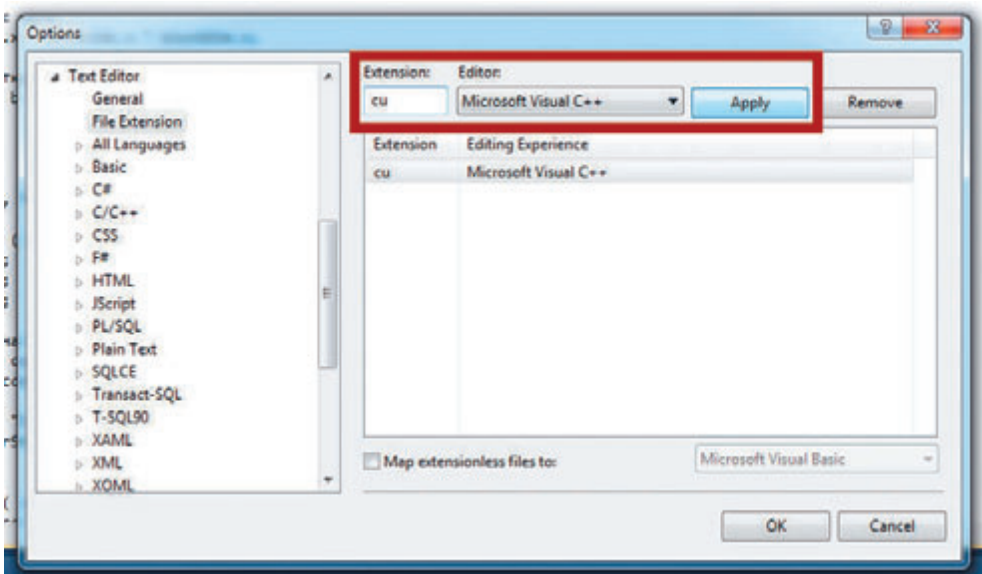 Options
Text Editor
General
File Extension
All Languages
Basic
C#
C/C++
CSS
F#
HTML
JScript
PL/SQL
Plain Text
SQLCE
Transact-SQL
T-SQL90
XAML
XML
XOML
Extension: Editor:
cu Microsoft Visual C++ Apply Remove
Extension Editing Experience
cu Microsoft Visual C++
Map extensionless files to: Microsoft Visual Basic
OK Cancel